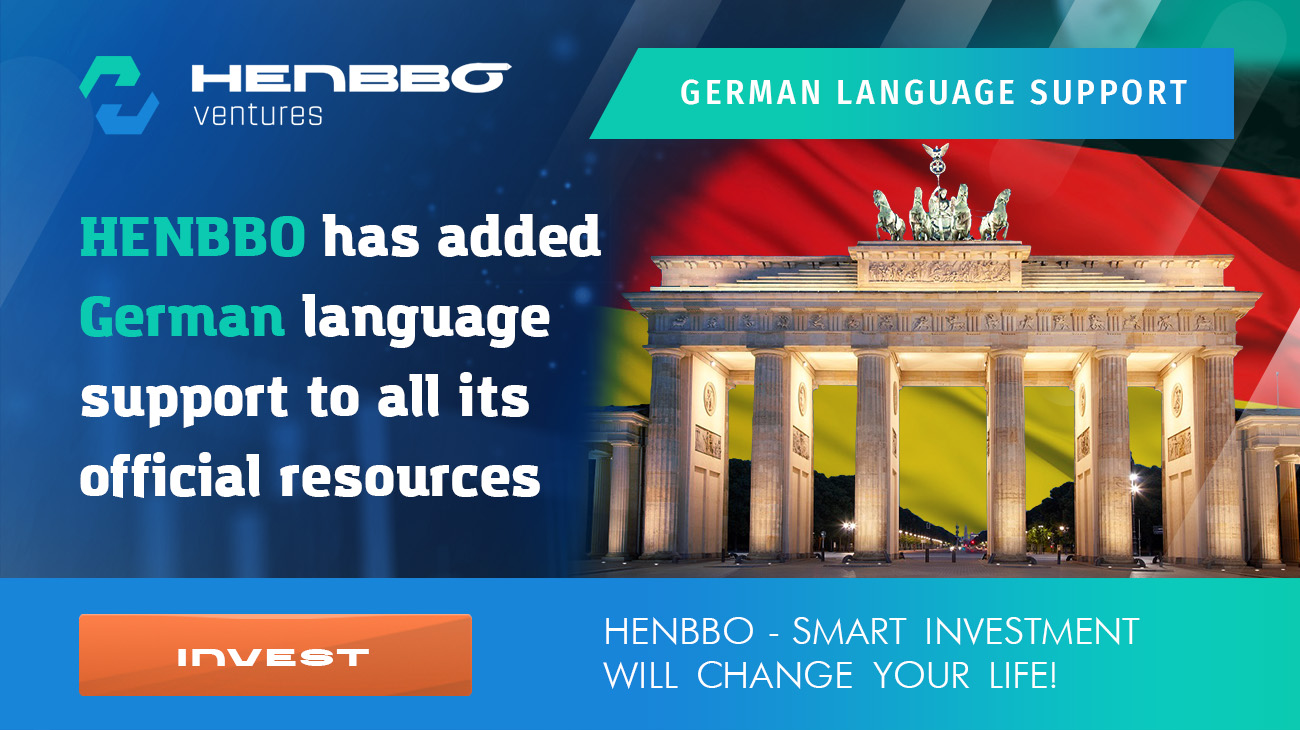 HENBBO
ventures
GERMAN LANGUAGE SUPPORT
HENBBO has added
German language
support to all its
official resources
INVEST
HENBBO - SMART INVESTMENT
WILL CHANGE YOUR LIFE!